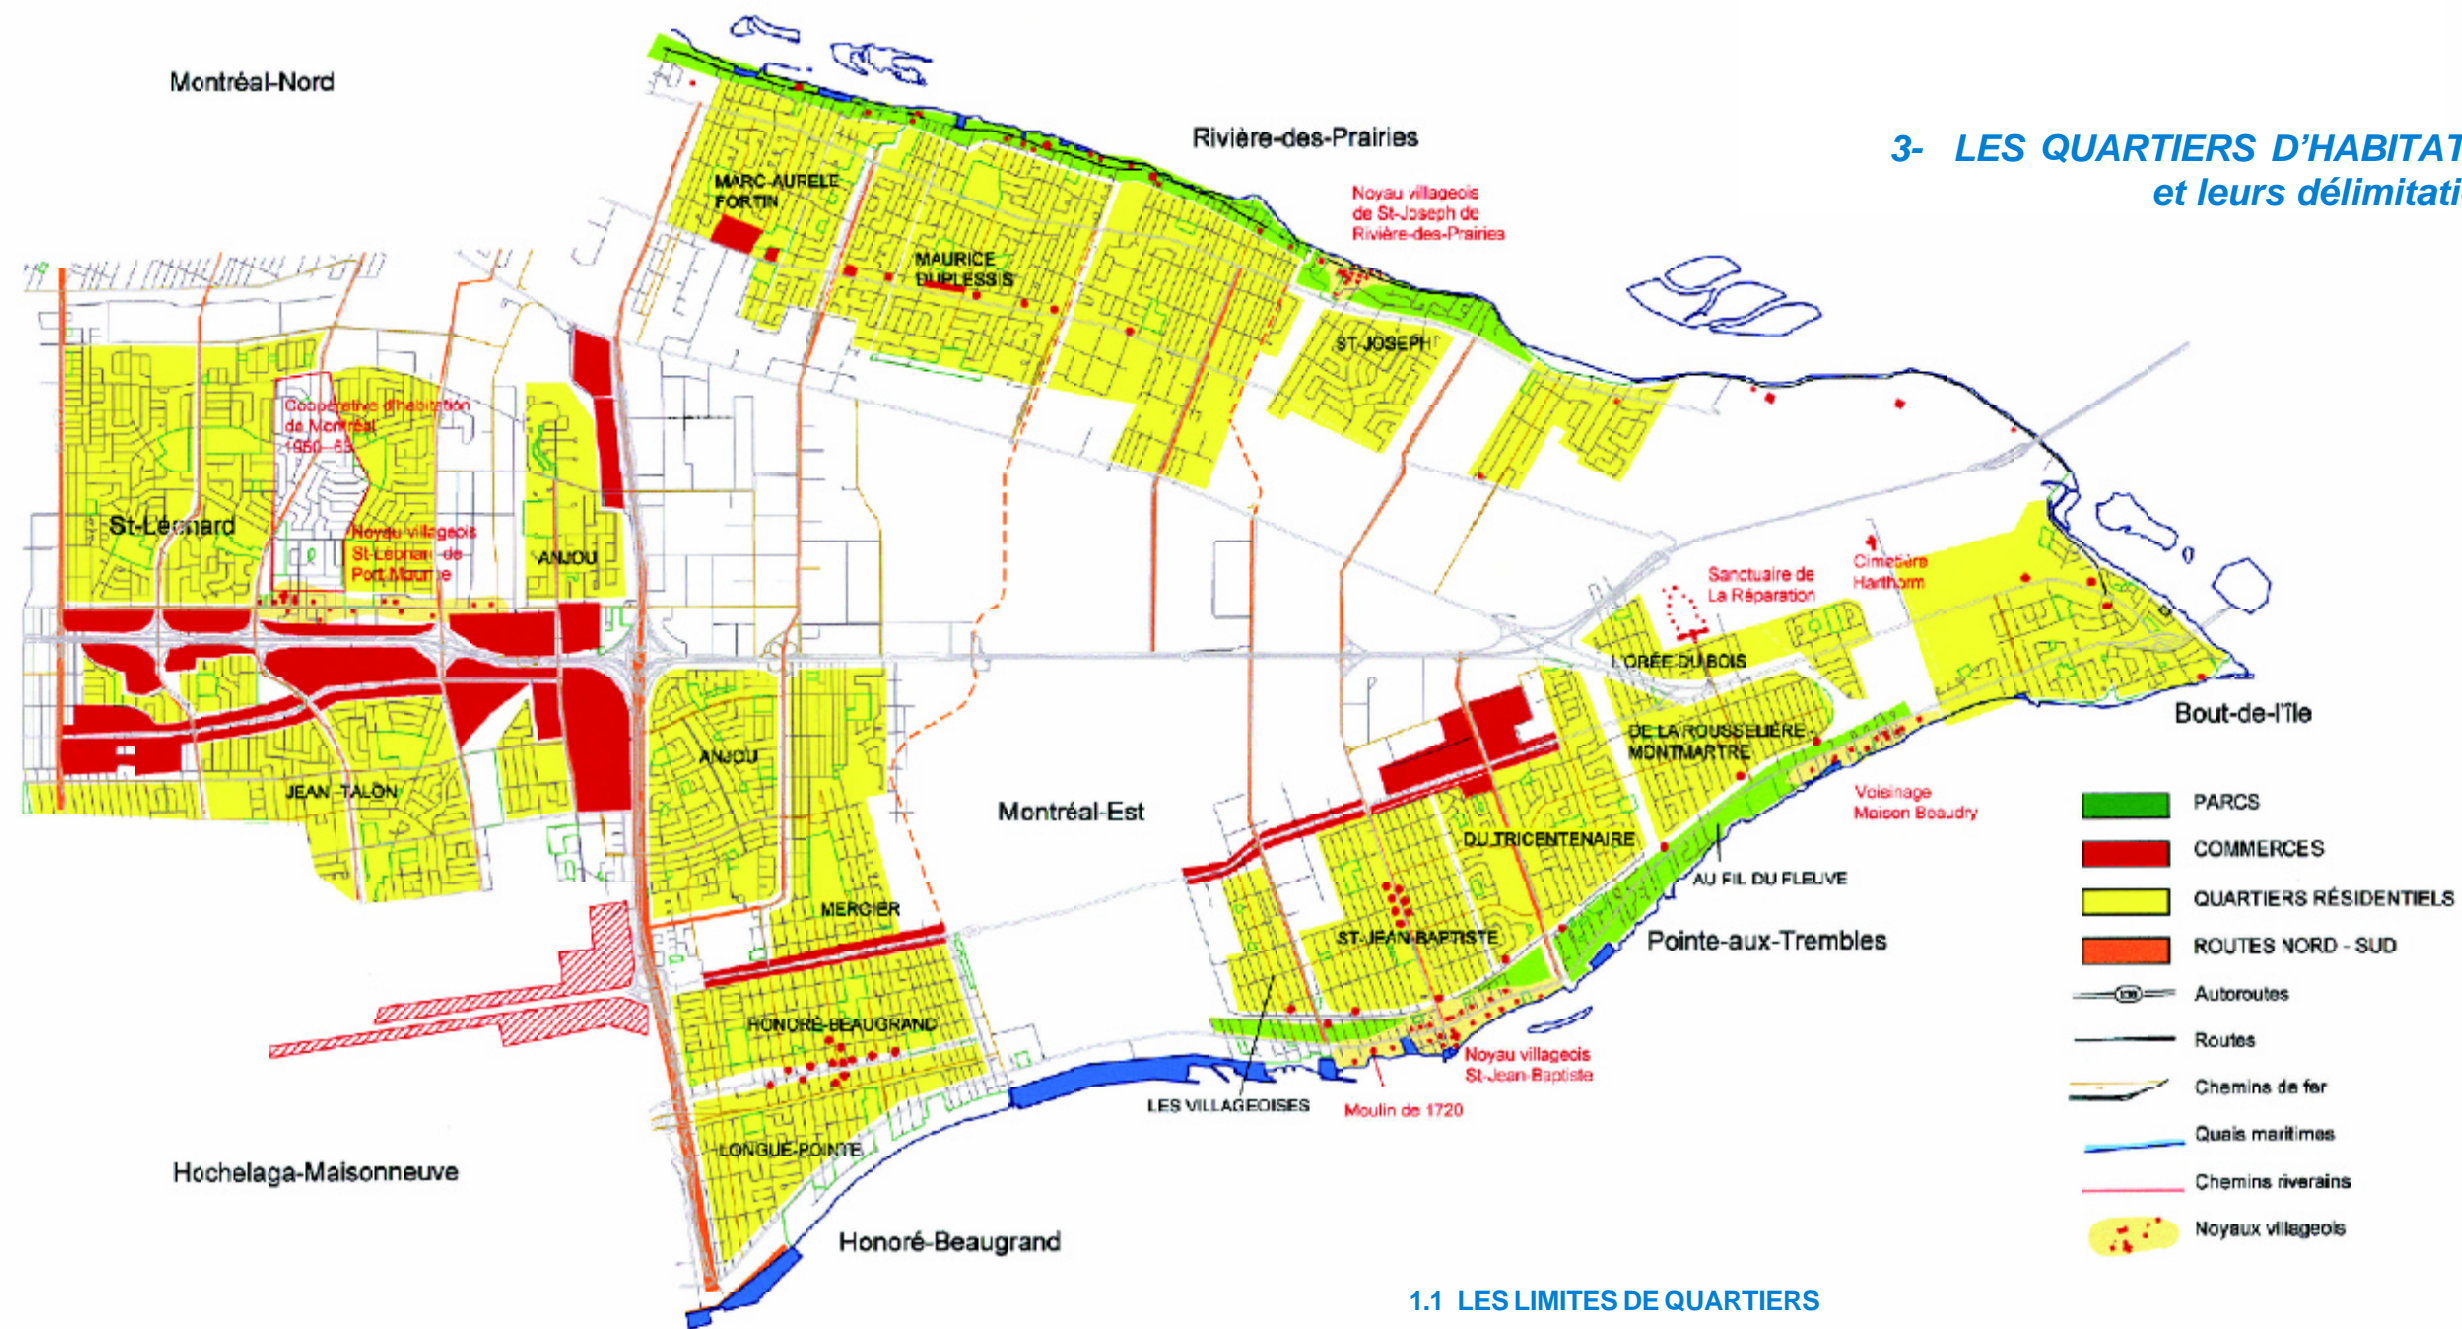 Montréal-Nord
Rivière-des-Prairies
3- LES QUARTIERS D'HABITAT
et leurs délimitati
MARC-AURELE
FORTIN
Noyau villageois
de St-Joseph de
Rivière-des-Prairies
MAURICE
DUPLESSIS
ST-JOSEPH
Coopérative d'habitation
de Montréal
St-Léonard
Noyau villageois
St-Léonard de
Port Maurice
ANJOU
Sanctuaire de
La Réparation
Cimetière
Harthorm
L'ORÉE DU BOIS
Bout-de-l'île
DE LA ROUSSELIÈRE -
MONTMARTRE
ANJOU
JEAN -TALON
Montréal-Est
Voisinage
Maison Beaudry
DU TRICENTENAIRE
AU FIL DU FLEUVE
MERCIER
ST-JEAN-BAPTISTE
Pointe-aux-Trembles
HONORÉ-BEAUGRAND
Noyau villageois
St-Jean-Baptiste
LES VILLAGEOISES
Moulin de 1720
LONGUE-POINTE
Hochelaga-Maisonneuve
Honoré-Beaugrand
PARCS
COMMERCES
QUARTIERS RÉSIDENTIELS
ROUTES NORD - SUD
Autoroutes
Routes
Chemins de fer
Quais maritimes
Chemins riverains
Noyaux villageois
1.1 LES LIMITES DE QUARTIERS